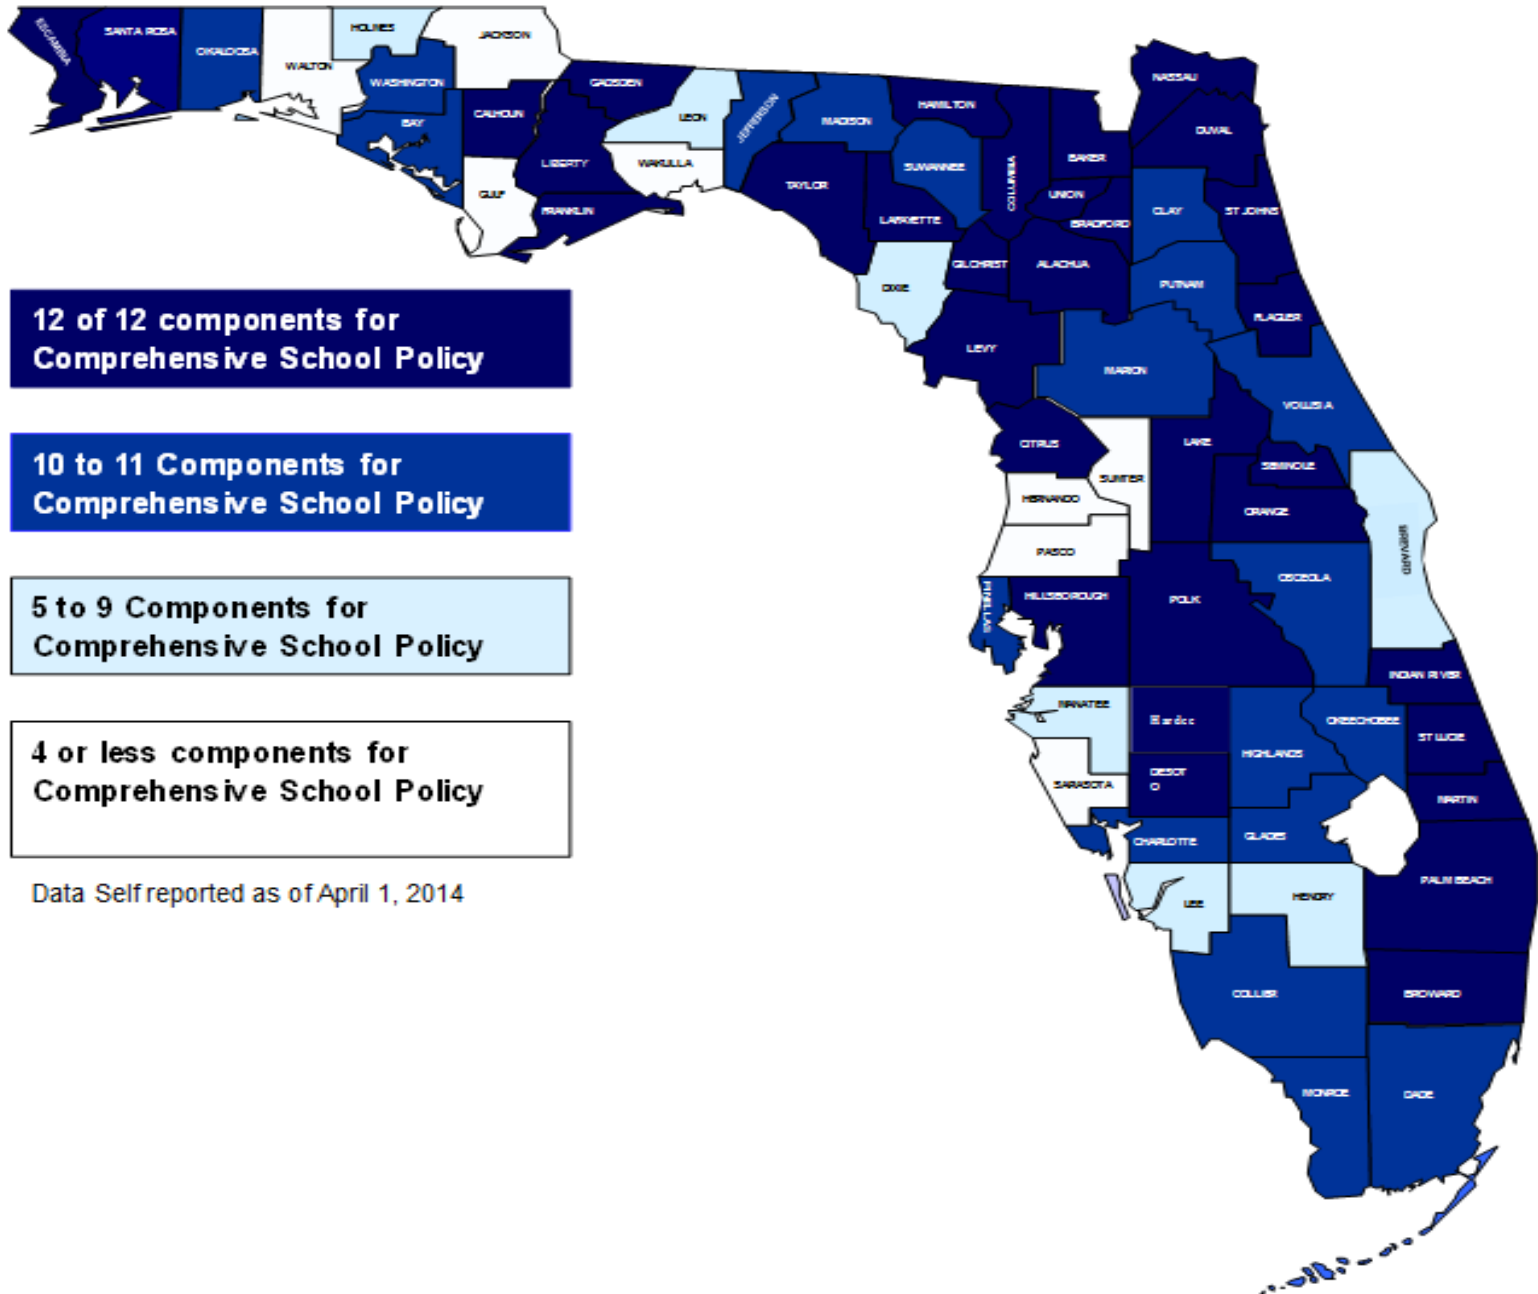 ESCAMBIA
SANTA ROSA
OKALOOSA
WALTON
HOLMES
JACKSON
WASHINGTON
BAY
CALHOUN
GULF
GADSDEN
LIBERTY
FRANKLIN
LEON
WAKULLA
JEFFERSON
MADISON
TAYLOR
HAMILTON
SUWANNEE
LAFAYETTE
DIXIE
COLUMBIA
GILCHRIST
BAKER
UNION
BRADFORD
ALACHUA
NASSAU
DUVAL
CLAY
ST JOHNS
PUTNAM
FLAGLER
LEVY
MARION
VOLUSIA
CITRUS
SUMTER
LAKE
SEMINOLE
ORANGE
HERNANDO
PASCO
BREVARD
PINELLAS
HILLSBOROUGH
POLK
OSCEOLA
INDIAN RIVER
MANATEE
Hardee
HIGHLANDS
OKEECHOBEE
ST LUCIE
SARASOTA
DESOT
O
MARTIN
CHARLOTTE
GLADES
PALM BEACH
LEE
HENDRY
COLLIER
BROWARD
MONROE
DADE
12 of 12 components for
Comprehensive School Policy
10 to 11 Components for
Comprehensive School Policy
5 to 9 Components for
Comprehensive School Policy
4 or less components for
Comprehensive School Policy
Data Self reported as of April 1, 2014